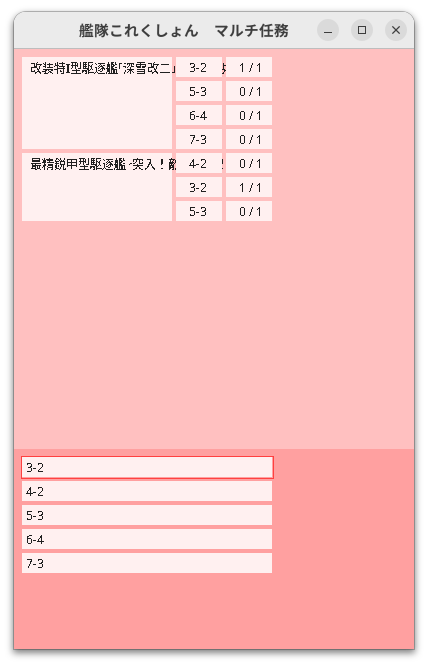 艦隊これくしょん　マルチ任務
改装特I型駆逐艦｢深雪改二｣ 3-2 1 / 1
5-3 0 / 1
6-4 0 / 1
7-3 0 / 1
最精鋭甲型駆逐艦、突入！敵 4-2 0 / 1
3-2 1 / 1
5-3 0 / 1
3-2
4-2
5-3
6-4
7-3